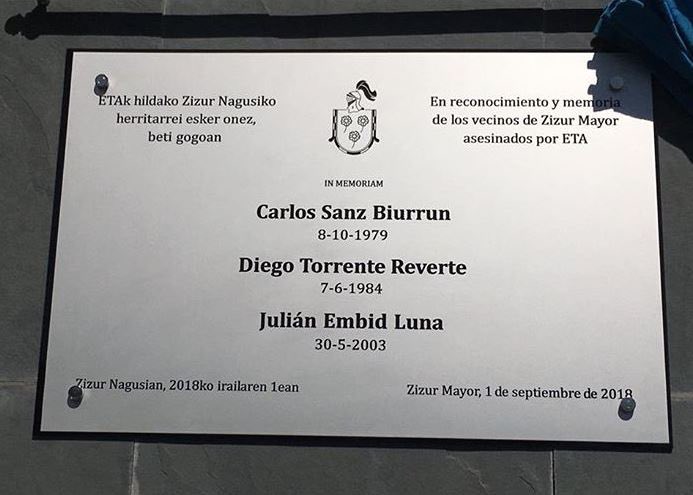 ETAk hildako Zizur Nagusiko
herritarrei esker onez,
beti gogoan
En reconocimiento y memoria
de los vecinos de Zizur Mayor
asesinados por ETA
IN MEMORIAM
Carlos Sanz Biurrun
8-10-1979
Diego Torrente Reverte
7-6-1984
Julián Embid Luna
30-5-2003
Zizur Nagusian, 2018ko irailaren 1ean
Zizur Mayor, 1 de septiembre de 2018